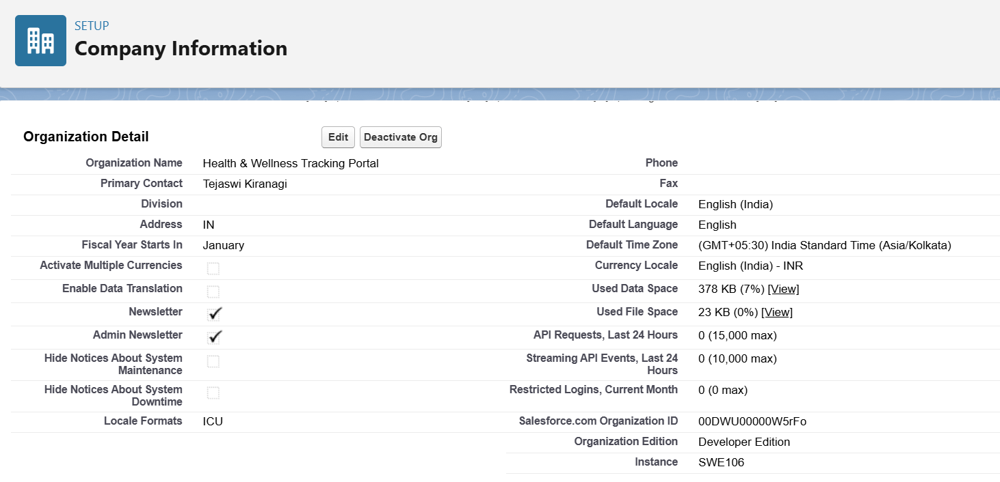 SETUP
Company Information
Organization Detail
Edit
Deactivate Org
Organization Name Health & Wellness Tracking Portal
Phone
Primary Contact Tejaswi Kiranagi
Fax
Division
Default Locale English (India)
Address IN
Default Language English
Fiscal Year Starts In January
Default Time Zone (GMT+05:30) India Standard Time (Asia/Kolkata)
Activate Multiple Currencies
Currency Locale English (India) - INR
Enable Data Translation
Used Data Space 378 KB (7%) [View]
Newsletter
Used File Space 23 KB (0%) [View]
Admin Newsletter
API Requests, Last 24 Hours 0 (15,000 max)
Hide Notices About System
Maintenance
Streaming API Events, Last 24 0 (10,000 max)
Hours
Hide Notices About System
Downtime
Restricted Logins, Current Month 0 (0 max)
Locale Formats ICU
Salesforce.com Organization ID 00DWU00000W5rFo
Organization Edition Developer Edition
Instance SWE106